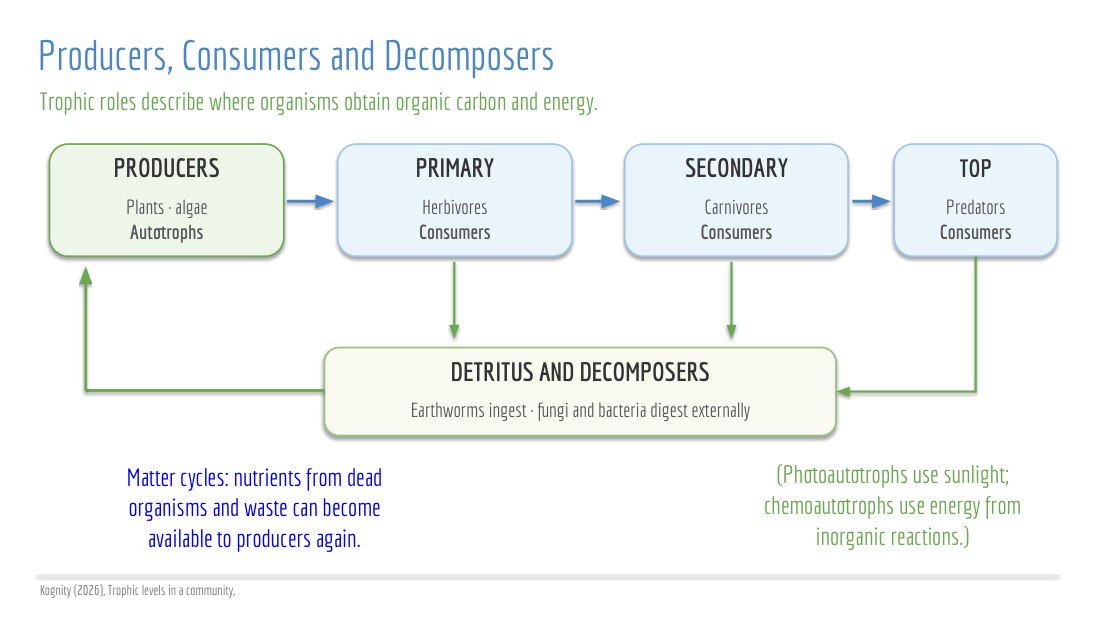 Producers, Consumers and Decomposers
Trophic roles describe where organisms obtain organic carbon and energy.
PRODUCERS
Plants · algae
Autotrophs
PRIMARY
Herbivores
Consumers
SECONDARY
Carnivores
Consumers
TOP
Predators
Consumers
DETRITUS AND DECOMPOSERS
Earthworms ingest · fungi and bacteria digest externally
Matter cycles: nutrients from dead
organisms and waste can become
available to producers again.
(Photoautotrophs use sunlight;
chemoautotrophs use energy from
inorganic reactions.)
Kognity (2026), Trophic levels in a community,